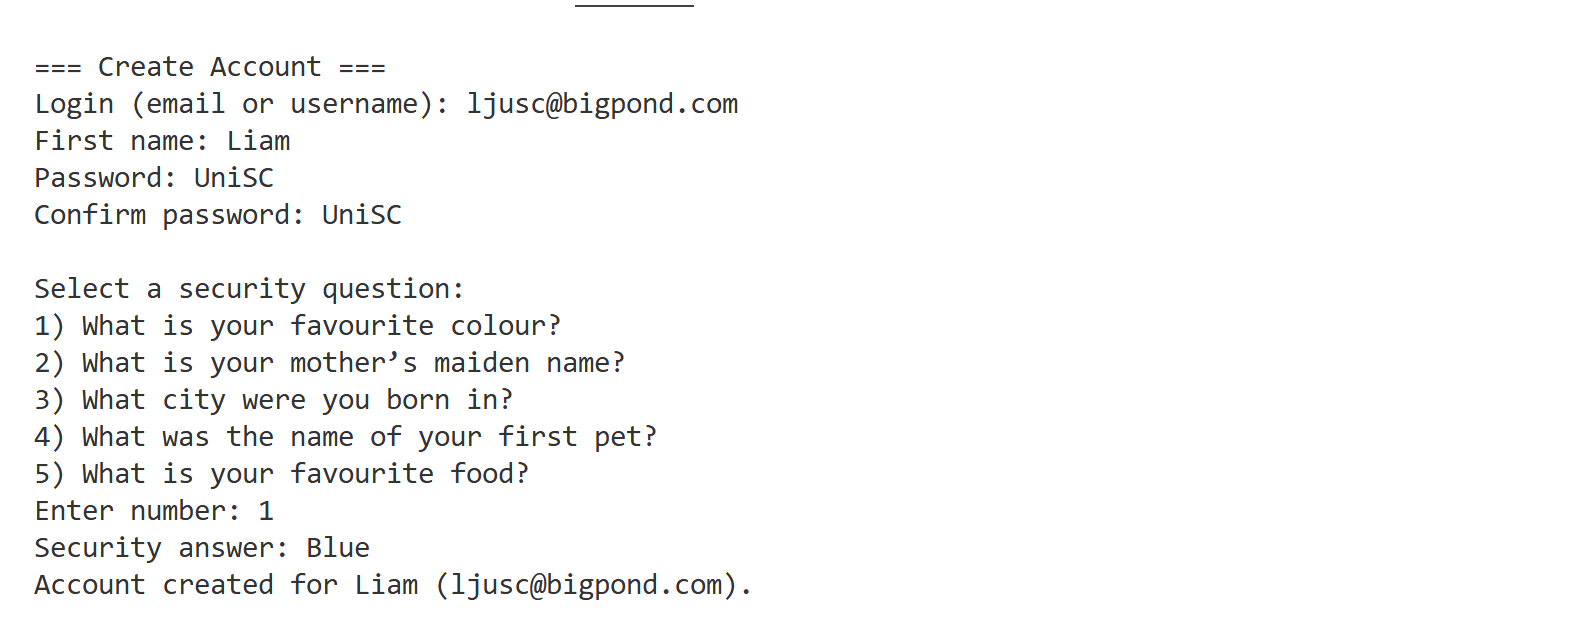 === Create Account ===
Login (email or username): ljusc@bigpond.com
First name: Liam
Password: UniSC
Confirm password: UniSC
Select a security question:
1) What is your favourite colour?
2) What is your mother’s maiden name?
3) What city were you born in?
4) What was the name of your first pet?
5) What is your favourite food?
Enter number: 1
Security answer: Blue
Account created for Liam (ljusc@bigpond.com).